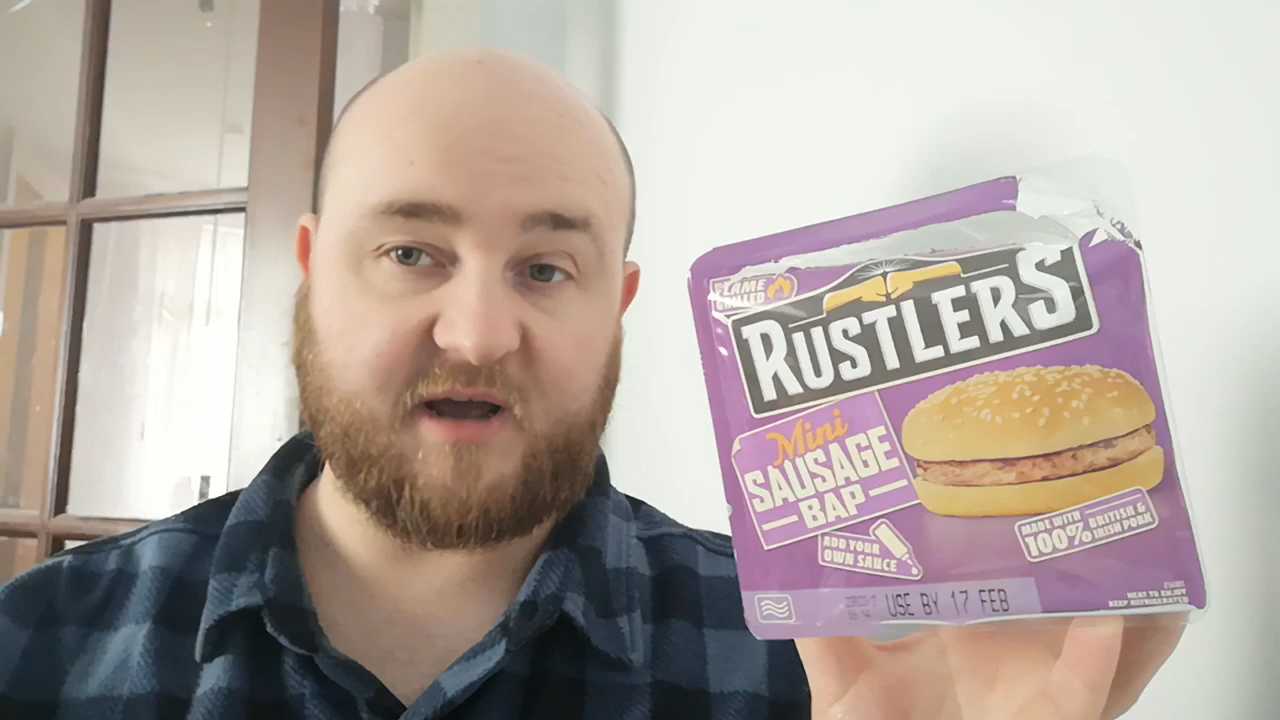 FLAME
GRILLED
RUSTLERS
Mini
SAUSAGE
BAP
ADD YOUR
OWN SAUCE
MADE WITH
100% BRITISH &
IRISH PORK
USE BY 17 FEB
HEAT TO ENJOY
KEEP REFRIGERATED